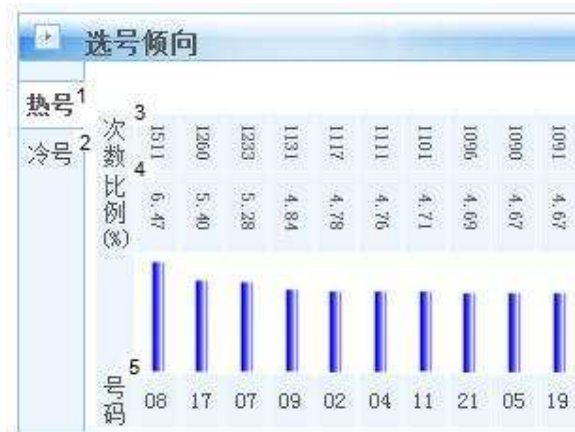 选号倾向
热号1
冷号2
次数3
1511 1260 1233 1131 1117 1111 1101 1096 1090 1091
比例(%)4
6.47 5.40 5.28 4.84 4.78 4.76 4.71 4.69 4.67 4.67
号码5
08 17 07 09 02 04 11 21 05 19